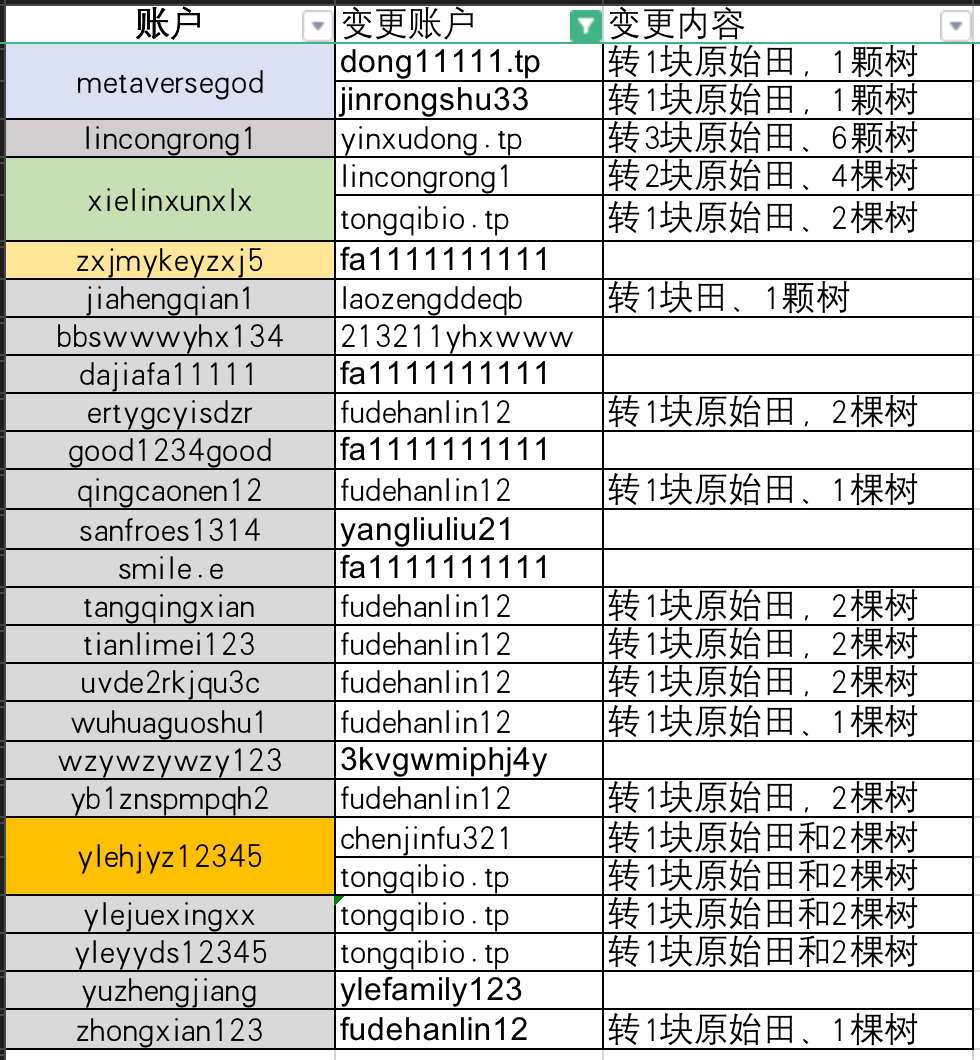 账户 变更账户 变更内容
metaversegod dong11111.tp 转1块原始田，1颗树
jinrongshu33 转1块原始田，1颗树
lincongrong1 yinxudong.tp 转3块原始田、6颗树
xielinxunxlx lincongrong1 转2块原始田、4棵树
tongqibio.tp 转1块原始田、2棵树
zxjmykeyzxj5 fa1111111111
jiahengqian1 laozengddeqb 转1块田、1颗树
bbswwwyhx134 213211yhxwww
dajiafa11111 fa1111111111
ertygcyisdzr fudehanlin12 转1块原始田，2棵树
good1234good fa1111111111
qingcaonen12 fudehanlin12 转1块原始田、1棵树
sanfroes1314 yangliuliu21
smile.e fa1111111111
tangqingxian fudehanlin12 转1块原始田，2棵树
tianlimei123 fudehanlin12 转1块原始田，2棵树
uvde2rkjqu3c fudehanlin12 转1块原始田，2棵树
wuhuaguoshu1 fudehanlin12 转1块原始田、1棵树
wzywzywzy123 3kvgwmiphj4y
yb1znspmpqh2 fudehanlin12 转1块原始田，2棵树
ylehjyz12345 chenjinfu321 转1块原始田和2棵树
tongqibio.tp 转1块原始田和2棵树
ylejuexingxx tongqibio.tp 转1块原始田和2棵树
yleyyds12345 tongqibio.tp 转1块原始田和2棵树
yuzhengjiang ylefamily123
zhongxian123 fudehanlin12 转1块原始田、1棵树